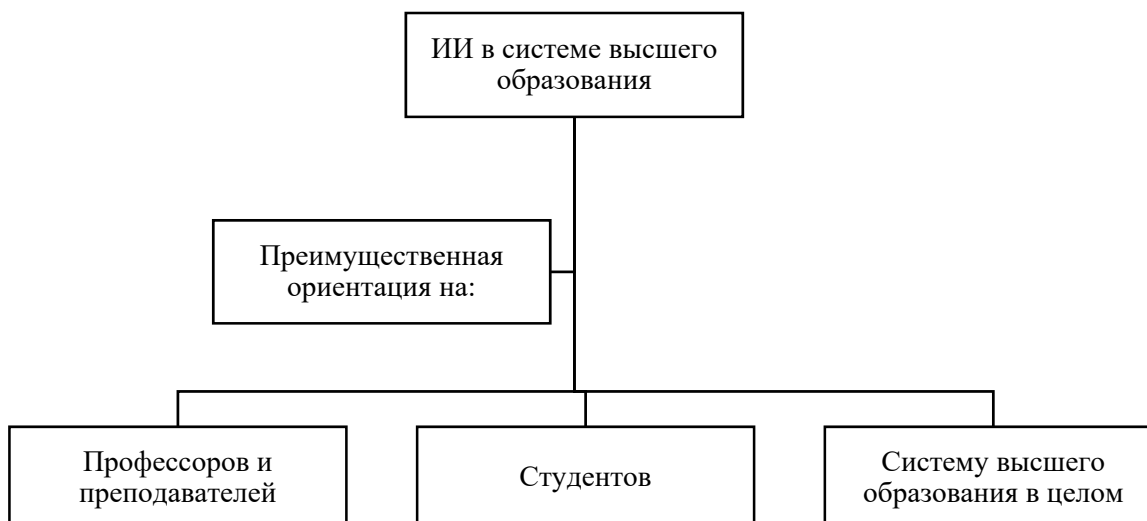 ИИ в системе высшего
образования
Преимущественная
ориентация на:
Профессоров и
преподавателей
Студентов
Систему высшего
образования в целом